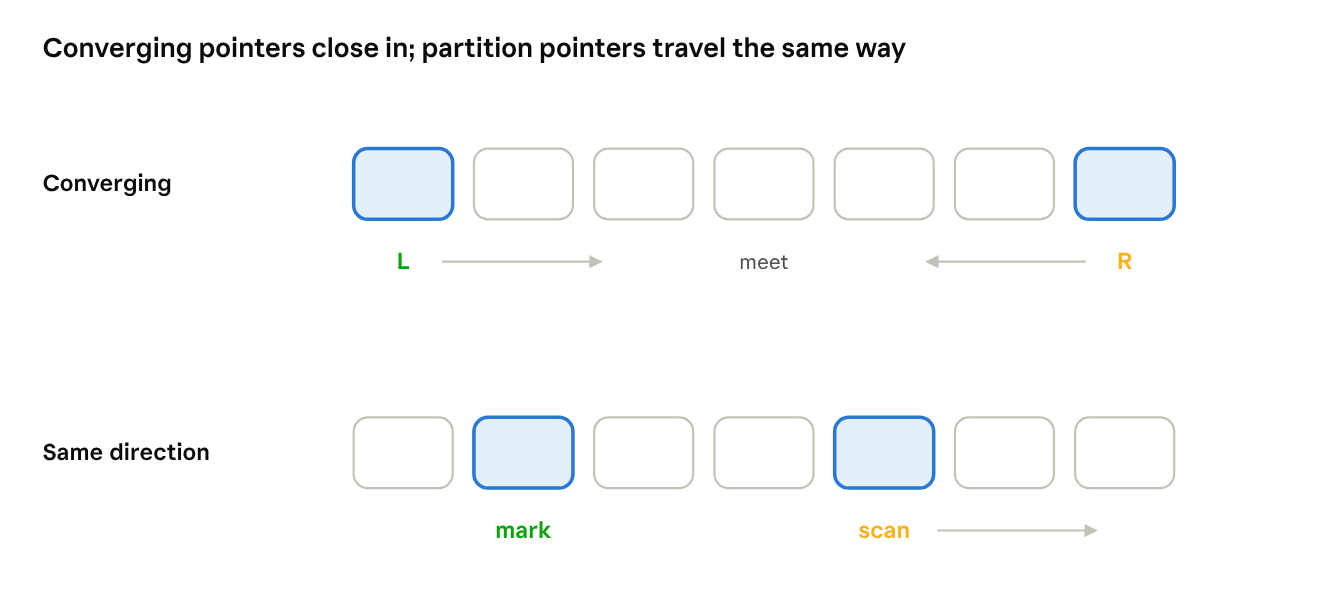 Converging pointers close in; partition pointers travel the same way
Converging
L meet R
Same direction
mark scan